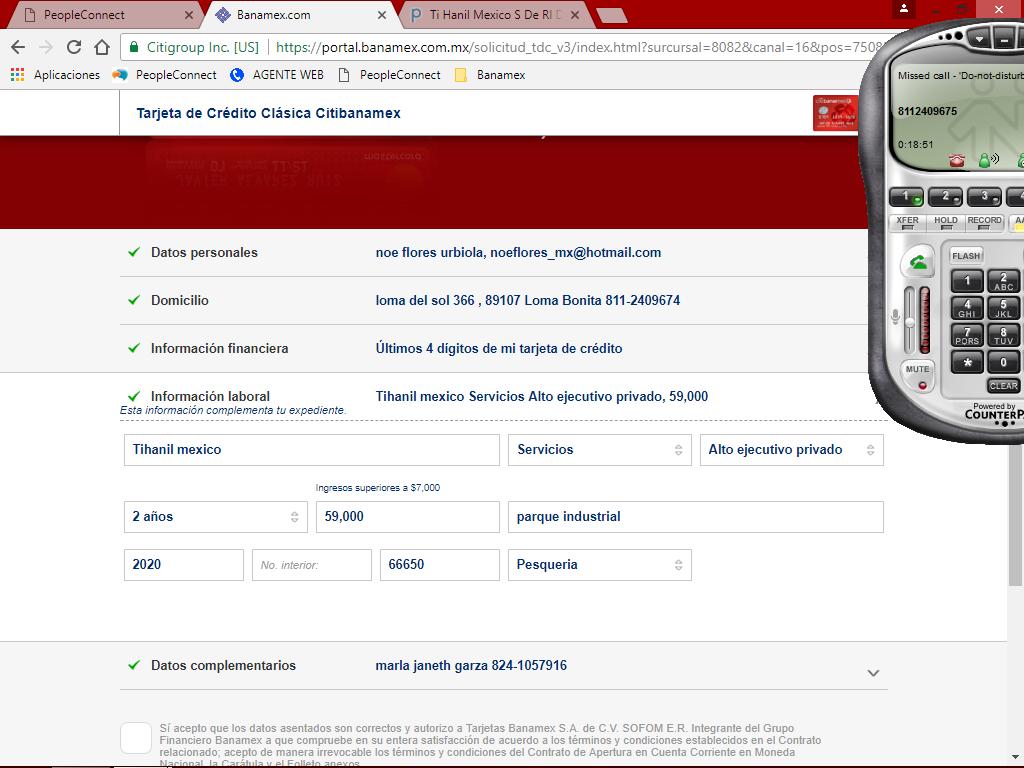 PeopleConnect
Banamex.com
Ti Hanil Mexico S De Rl D
Citigroup Inc. [US]
https://portal.banamex.com.mx/solicitud_tdc_v3/index.html?surcursal=8082&canal=16&pos=7508
Aplicaciones
PeopleConnect
AGENTE WEB
PeopleConnect
Banamex
Tarjeta de Crédito Clásica Citibanamex
Datos personales
noe flores urbiola, noeflores_mx@hotmail.com
Domicilio
loma del sol 366 , 89107 Loma Bonita 811-2409674
Información financiera
Últimos 4 dígitos de mi tarjeta de crédito
Información laboral
Tihanil mexico Servicios Alto ejecutivo privado, 59,000
Esta información complementa tu expediente.
Tihanil mexico
Servicios
Alto ejecutivo privado
Ingresos superiores a $7,000
2 años
59,000
parque industrial
2020
No. interior:
66650
Pesqueria
Datos complementarios
marla janeth garza 824-1057916
Sí acepto que los datos asentados son correctos y autorizo a Tarjetas Banamex S.A. de C.V. SOFOM E.R. Integrante del Grupo
Financiero Banamex a que compruebe en su entera satisfacción de acuerdo a los términos y condiciones establecidos en el Contrato
relacionado; acepto de manera irrevocable los términos y condiciones del Contrato de Apertura en Cuenta Corriente en Moneda
Nacional, la Carátula y el Folleto anexos.
Missed call - 'Do-not-disturb
8112409675
0:18:51
1 2 3 4
XFER HOLD RECORD AA
FLASH
1
2 ABC
4 GHI
5 JKL
7 PQRS
8 TUV
* 0
MUTE
CLEAR
Powered by
COUNTERPA